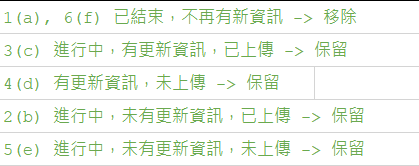 1(a), 6(f) 已結束，不再有新資訊 -> 移除
3(c) 進行中，有更新資訊，已上傳 -> 保留
4(d) 有更新資訊，未上傳 -> 保留
2(b) 進行中，未有更新資訊，已上傳 -> 保留
5(e) 進行中，未有更新資訊，未上傳 -> 保留